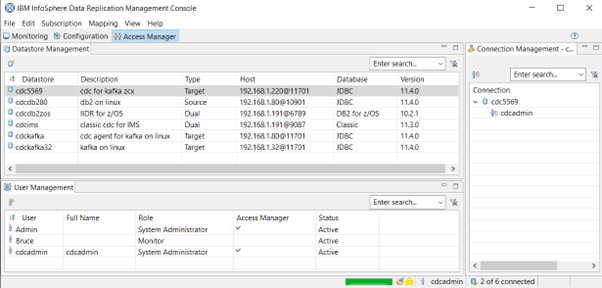 IBM InfoSphere Data Replication Management Console
File Edit Subscription Mapping View Help
Monitoring Configuration Access Manager
Datastore Management
Enter search...
Datastore Description Type Host Database Version
cdc5569 cdc for kafka zcx Target 192.168.1.220@11701 JDBC 11.4.0
cdcdb280 db2 on linux Source 192.168.1.80@10901 JDBC 11.4.0
cdcdb2zos IIDR for z/OS Dual 192.168.1.191@6789 DB2 for z/OS 10.2.1
cdcims classic cdc for IMS Dual 192.168.1.191@9087 Classic 11.3.0
cdckafka cdc agent for kafka on linux Target 192.168.1.80@11701 JDBC 11.4.0
cdckafka32 kafka on linux Target 192.168.1.32@11701 JDBC 11.4.0
User Management
Enter search...
User Full Name Role Access Manager Status
Admin System Administrator Active
Bruce Monitor Active
cdcadmin cdcadmin System Administrator Active
Connection Management - c...
Enter search...
Connection
cdc5569
cdcadmin
cdcadmin 2 of 6 connected